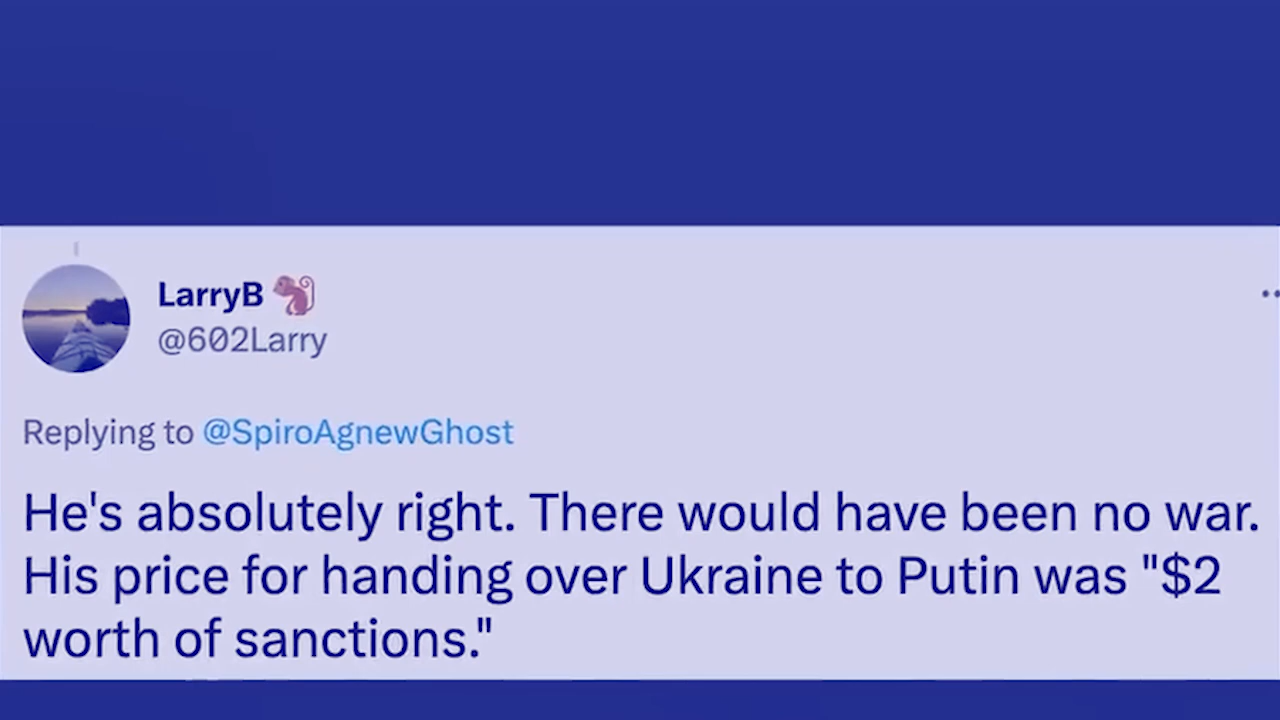 LarryB
@602Larry
Replying to @SpiroAgnewGhost
He's absolutely right. There would have been no war.
His price for handing over Ukraine to Putin was "$2
worth of sanctions."